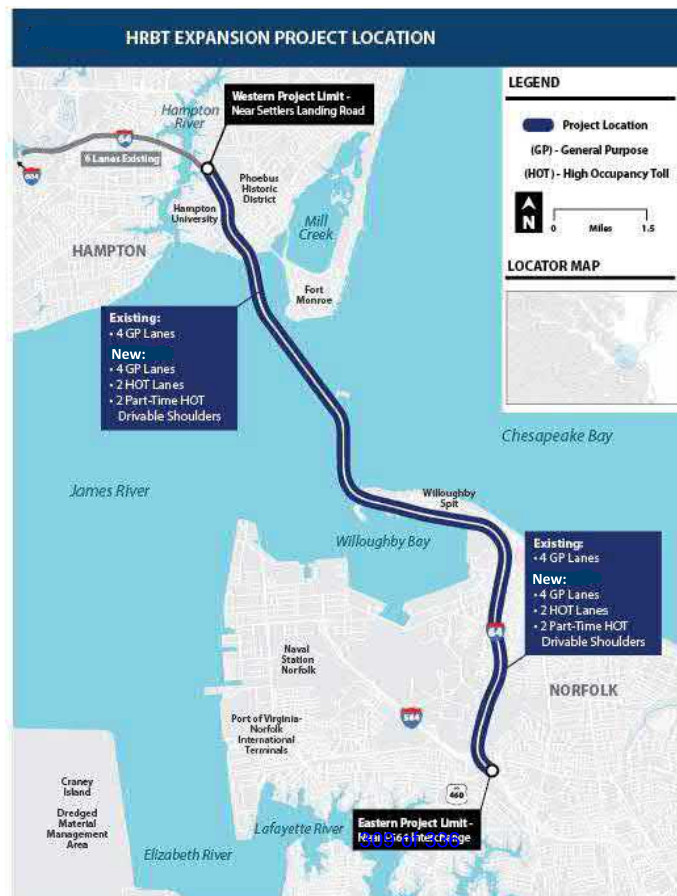 HRBT EXPANSION PROJECT LOCATION
LEGEND
Project Location
(GP) - General Purpose
(HOT) - High Occupancy Toll
N
0 Miles 1.5
LOCATOR MAP
Western Project Limit -
Near Settlers Landing Road
Hampton
River
64
6 Lanes Existing
664
Phoebus
Historic
District
Hampton
University
Mill
Creek
HAMPTON
Fort
Monroe
Existing:
• 4 GP Lanes
New:
• 4 GP Lanes
• 2 HOT Lanes
• 2 Part-Time HOT
Drivable Shoulders
Chesapeake Bay
James River
Willoughby
Spit
Willoughby Bay
Existing:
• 4 GP Lanes
New:
• 4 GP Lanes
• 2 HOT Lanes
• 2 Part-Time HOT
Drivable Shoulders
64
Naval
Station
Norfolk
NORFOLK
564
Port of Virginia-
Norfolk
International
Terminals
460
Craney
Island
Dredged
Material
Management
Area
Lafayette River
Eastern Project Limit -
Near I-564 Interchange
Elizabeth River